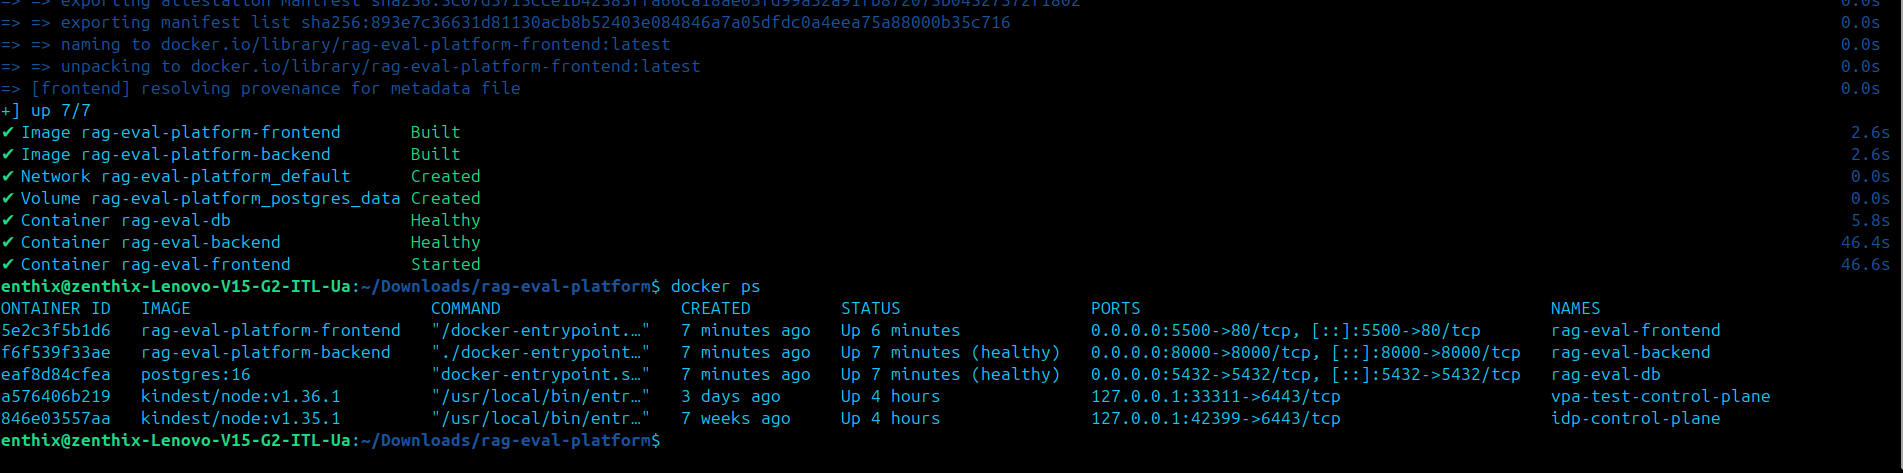 => => exporting manifest list sha256:893e7c36631d81130acb8b52403e084846a7a05dfdc0a4eea75a88000b35c716 0.0s
=> => naming to docker.io/library/rag-eval-platform-frontend:latest 0.0s
=> => unpacking to docker.io/library/rag-eval-platform-frontend:latest 0.0s
=> [frontend] resolving provenance for metadata file 0.0s
+] up 7/7
✔ Image rag-eval-platform-frontend Built 2.6s
✔ Image rag-eval-platform-backend Built 2.6s
✔ Network rag-eval-platform_default Created 0.0s
✔ Volume rag-eval-platform_postgres_data Created 0.0s
✔ Container rag-eval-db Healthy 5.8s
✔ Container rag-eval-backend Healthy 46.4s
✔ Container rag-eval-frontend Started 46.6s
enthix@zenthix-Lenovo-V15-G2-ITL-Ua:~/Downloads/rag-eval-platform$ docker ps
ONTAINER ID IMAGE COMMAND CREATED STATUS PORTS NAMES
5e2c3f5b1d6 rag-eval-platform-frontend "/docker-entrypoint.…" 7 minutes ago Up 6 minutes 0.0.0.0:5500->80/tcp, [::]:5500->80/tcp rag-eval-frontend
f6f539f33ae rag-eval-platform-backend "./docker-entrypoint…" 7 minutes ago Up 7 minutes (healthy) 0.0.0.0:8000->8000/tcp, [::]:8000->8000/tcp rag-eval-backend
eaf8d84cfea postgres:16 "docker-entrypoint.s…" 7 minutes ago Up 7 minutes (healthy) 0.0.0.0:5432->5432/tcp, [::]:5432->5432/tcp rag-eval-db
a576406b219 kindest/node:v1.36.1 "/usr/local/bin/entr…" 3 days ago Up 4 hours 127.0.0.1:33311->6443/tcp vpa-test-control-plane
846e03557aa kindest/node:v1.35.1 "/usr/local/bin/entr…" 7 weeks ago Up 4 hours 127.0.0.1:42399->6443/tcp idp-control-plane
enthix@zenthix-Lenovo-V15-G2-ITL-Ua:~/Downloads/rag-eval-platform$